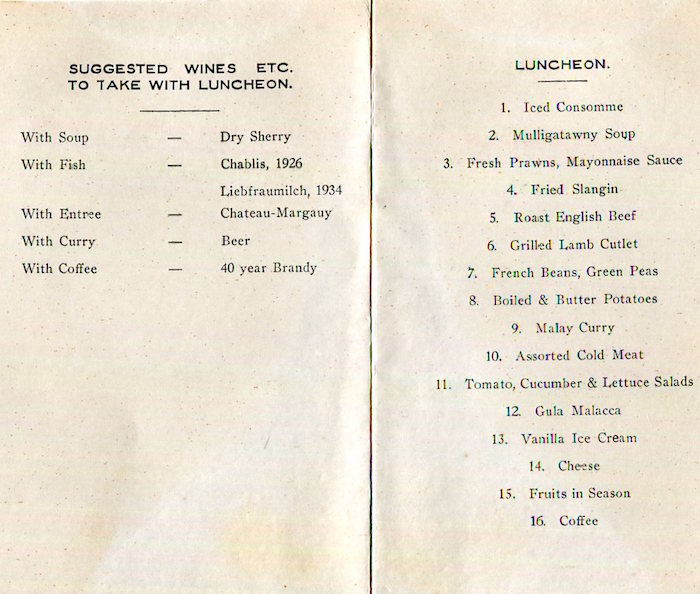 SUGGESTED WINES ETC.
TO TAKE WITH LUNCHEON.
With Soup — Dry Sherry
With Fish — Chablis, 1926
Liebfraumilch, 1934
With Entree — Chateau-Margauy
With Curry — Beer
With Coffee — 40 year Brandy
LUNCHEON.
1. Iced Consomme
2. Mulligatawny Soup
3. Fresh Prawns, Mayonnaise Sauce
4. Fried Slangin
5. Roast English Beef
6. Grilled Lamb Cutlet
7. French Beans, Green Peas
8. Boiled & Butter Potatoes
9. Malay Curry
10. Assorted Cold Meat
11. Tomato, Cucumber & Lettuce Salads
12. Gula Malacca
13. Vanilla Ice Cream
14. Cheese
15. Fruits in Season
16. Coffee